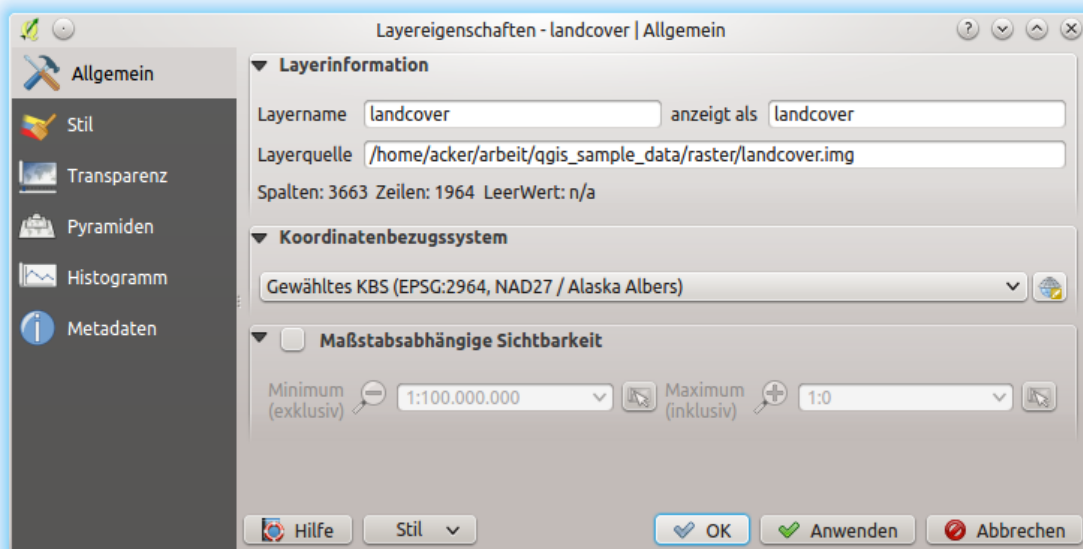 Layereigenschaften - landcover | Allgemein
Allgemein
Stil
Transparenz
Pyramiden
Histogramm
Metadaten
Layerinformation
Layername landcover anzeigt als landcover
Layerquelle /home/acker/arbeit/qgis_sample_data/raster/landcover.img
Spalten: 3663 Zeilen: 1964 LeerWert: n/a
Koordinatenbezugssystem
Gewähltes KBS (EPSG:2964, NAD27 / Alaska Albers)
Maßstabsabhängige Sichtbarkeit
Minimum (exklusiv) 1:100.000.000 Maximum (inklusiv) 1:0
Hilfe Stil OK Anwenden Abbrechen